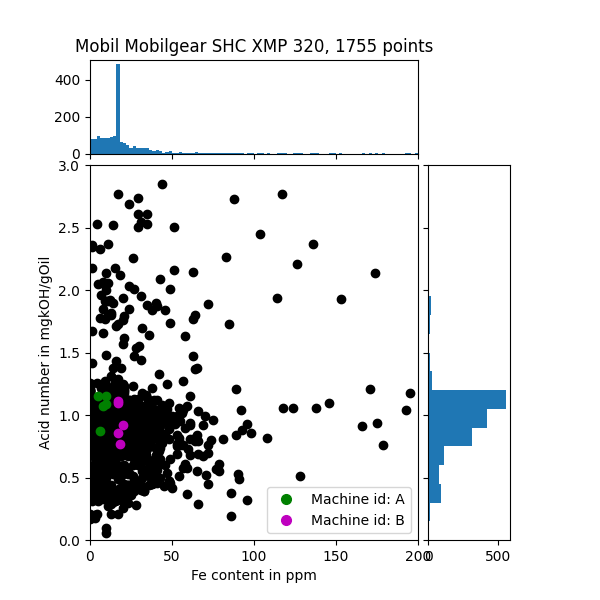 Mobil Mobilgear SHC XMP 320, 1755 points
400
200
0
3.0
2.5
2.0
1.5
1.0
0.5
0.0
Acid number in mgkOH/gOil
Machine id: A
Machine id: B
0 50 100 150 200
0 500
Fe content in ppm